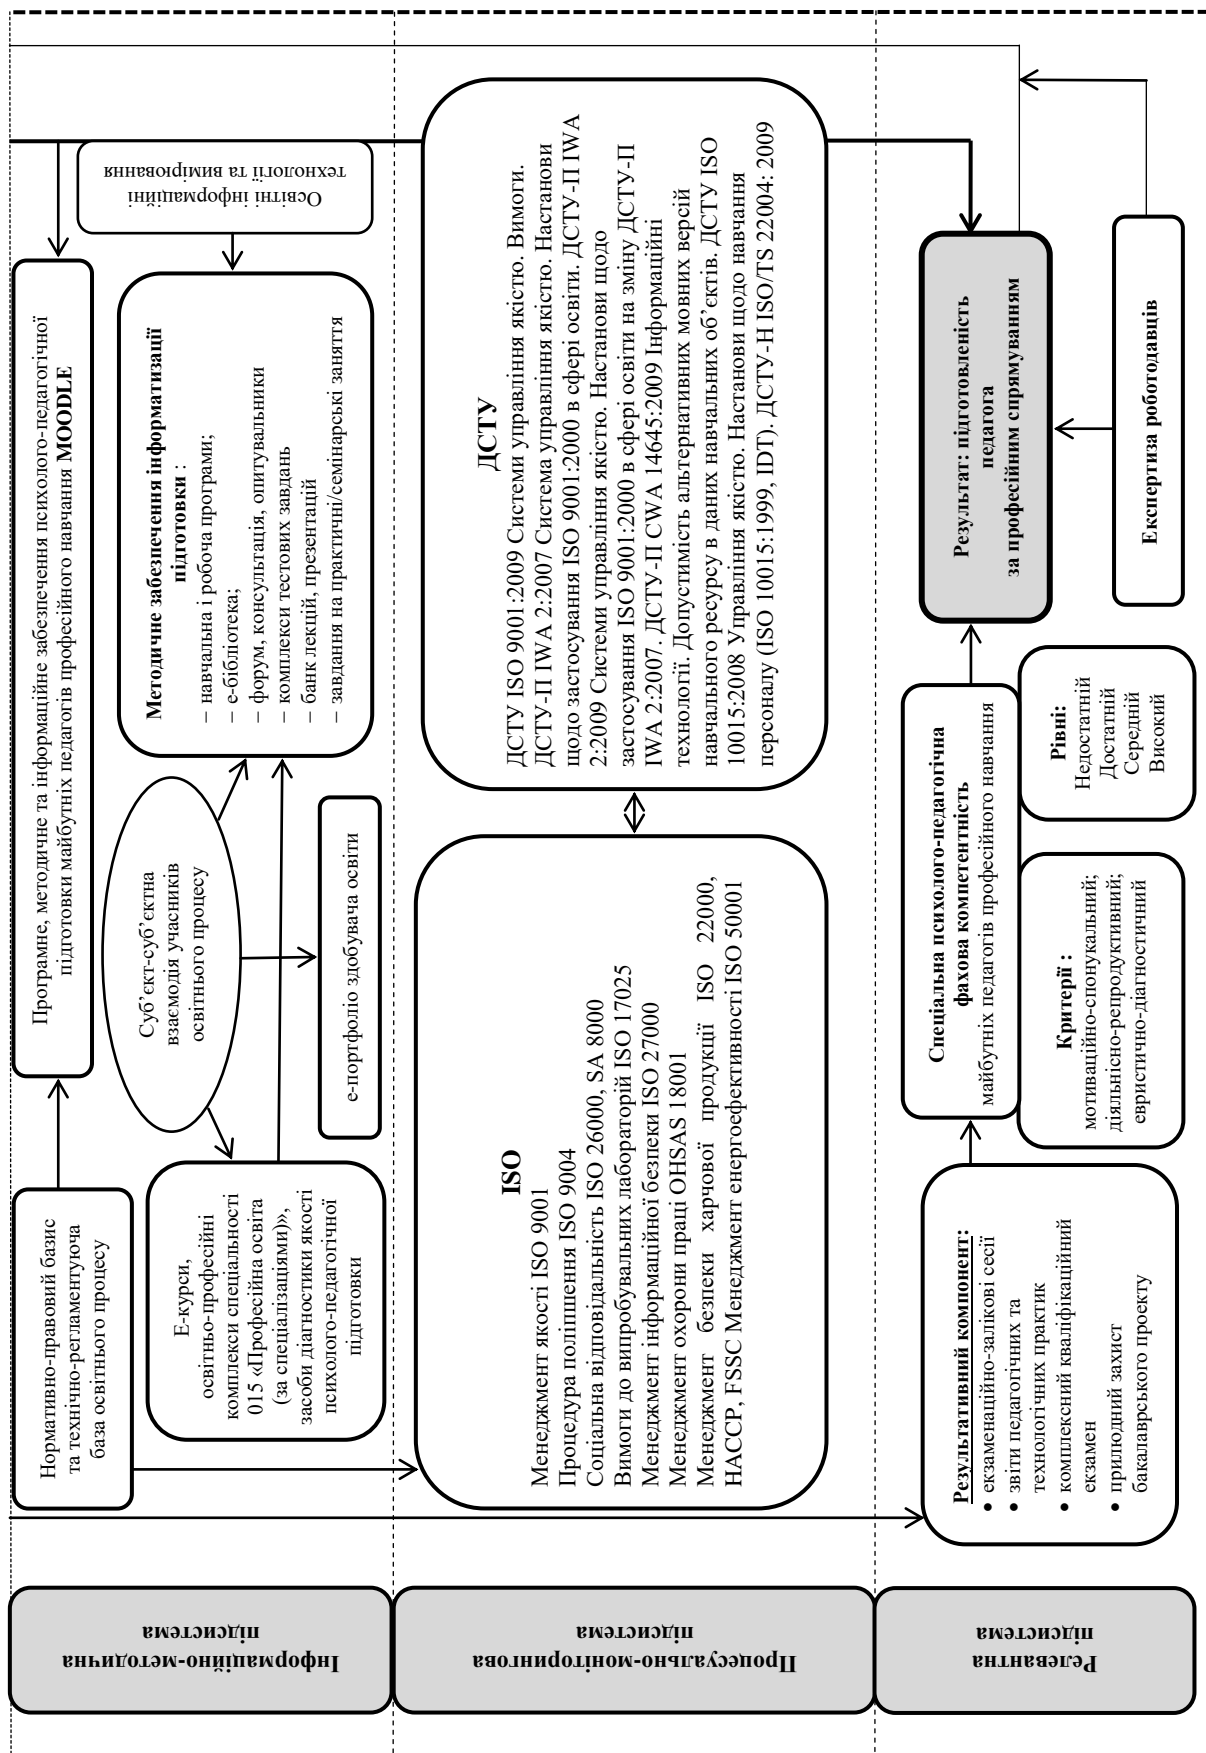 Інформаційно-методична
підсистема
Нормативно-правовий базис
та технічно-регламентуюча
база освітнього процесу
Програмне, методичне та інформаційне забезпечення психолого-педагогічної
підготовки майбутніх педагогів професійного навчання MOODLE
Е-курси,
освітньо-професійні
комплекси спеціальності
015 «Професійна освіта
(за спеціалізаціями)»,
засоби діагностики якості
психолого-педагогічної
підготовки
Суб’єкт-суб’єктна
взаємодія учасників
освітнього процесу
е-портфоліо здобувача освіти
Методичне забезпечення інформатизації
підготовки :
– навчальна і робоча програми;
– е-бібліотека;
– форум, консультація, опитувальники
– комплекси тестових завдань
– банк лекцій, презентацій
– завдання на практичні/семінарські заняття
Освітні інформаційні
технології та вимірювання
Процесуально-моніторингова
підсистема
ISO
Менеджмент якості ISO 9001
Процедура поліпшення ISO 9004
Соціальна відповідальність ISO 26000, SA 8000
Вимоги до випробувальних лабораторій ISO 17025
Менеджмент інформаційної безпеки ISO 27000
Менеджмент охорони праці OHSAS 18001
Менеджмент безпеки харчової продукції ISO 22000,
HACCP, FSSC Менеджмент енергоефективності ISO 50001
ДСТУ
ДСТУ ISO 9001:2009 Системи управління якістю. Вимоги.
ДСТУ-П IWA 2:2007 Система управління якістю. Настанови
щодо застосування ISO 9001:2000 в сфері освіти. ДСТУ-П IWA
2:2009 Системи управління якістю. Настанови щодо
застосування ISO 9001:2000 в сфері освіти на зміну ДСТУ-П
IWA 2:2007. ДСТУ-П CWA 14645:2009 Інформаційні
технології. Допустимість альтернативних мовних версій
навчального ресурсу в даних навчальних об’єктів. ДСТУ ISO
10015:2008 Управління якістю. Настанови щодо навчання
персоналу (ISO 10015:1999, IDT). ДСТУ-Н ISO/TS 22004: 2009
Релевантна
підсистема
Результативний компонент:
• екзаменаційно-залікові сесії
• звіти педагогічних та
технологічних практик
• комплексний кваліфікаційний
екзамен
• прилюдний захист
бакалаврського проекту
Спеціальна психолого-педагогічна
фахова компетентність
майбутніх педагогів професійного навчання
Критерії :
мотиваційно-спонукальний;
діяльнісно-репродуктивний;
евристично-діагностичний
Рівні:
Недостатній
Достатній
Середній
Високий
Результат: підготовленість
педагога
за професійним спрямуванням
Експертиза роботодавців